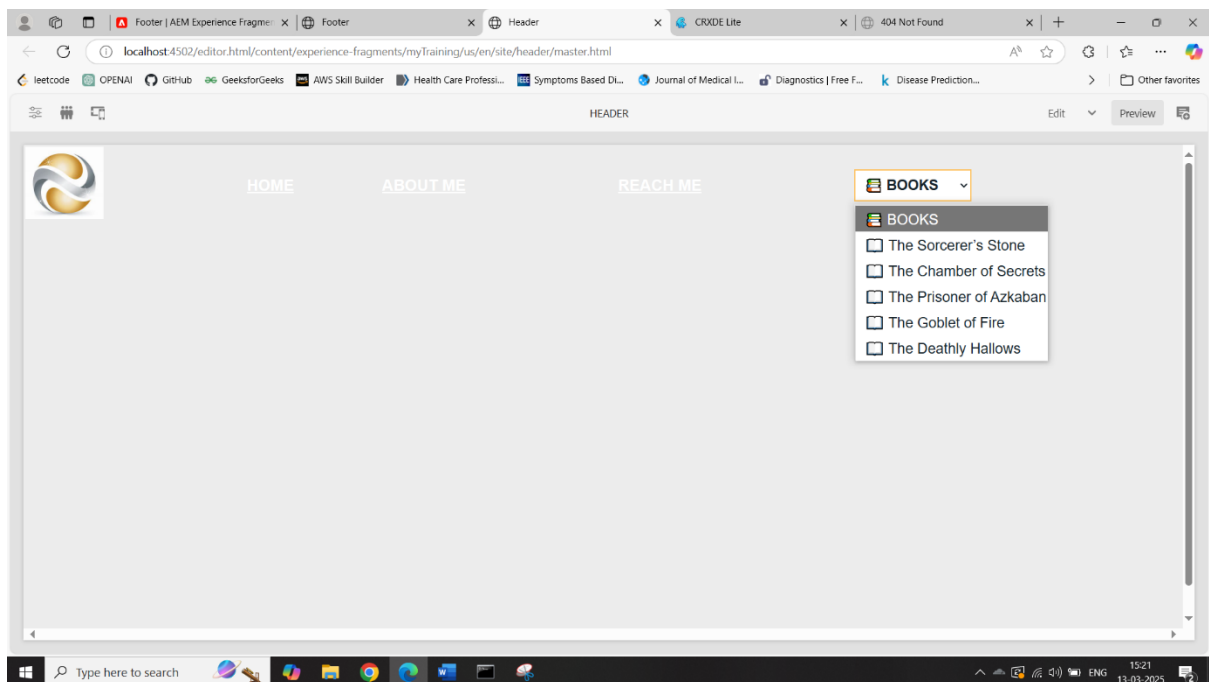 Footer | AEM Experience Fragmen
Footer
Header
CRXDE Lite
404 Not Found
localhost:4502/editor.html/content/experience-fragments/myTraining/us/en/site/header/master.html
leetcode OPENAI GitHub GeeksforGeeks AWS Skill Builder Health Care Professi... Symptoms Based Di... Journal of Medical I... Diagnostics | Free F... Disease Prediction... Other favorites
HEADER Edit Preview
HOME ABOUT ME REACH ME BOOKS
BOOKS
The Sorcerer's Stone
The Chamber of Secrets
The Prisoner of Azkaban
The Goblet of Fire
The Deathly Hallows
Type here to search ENG 15:21
13-03-2025